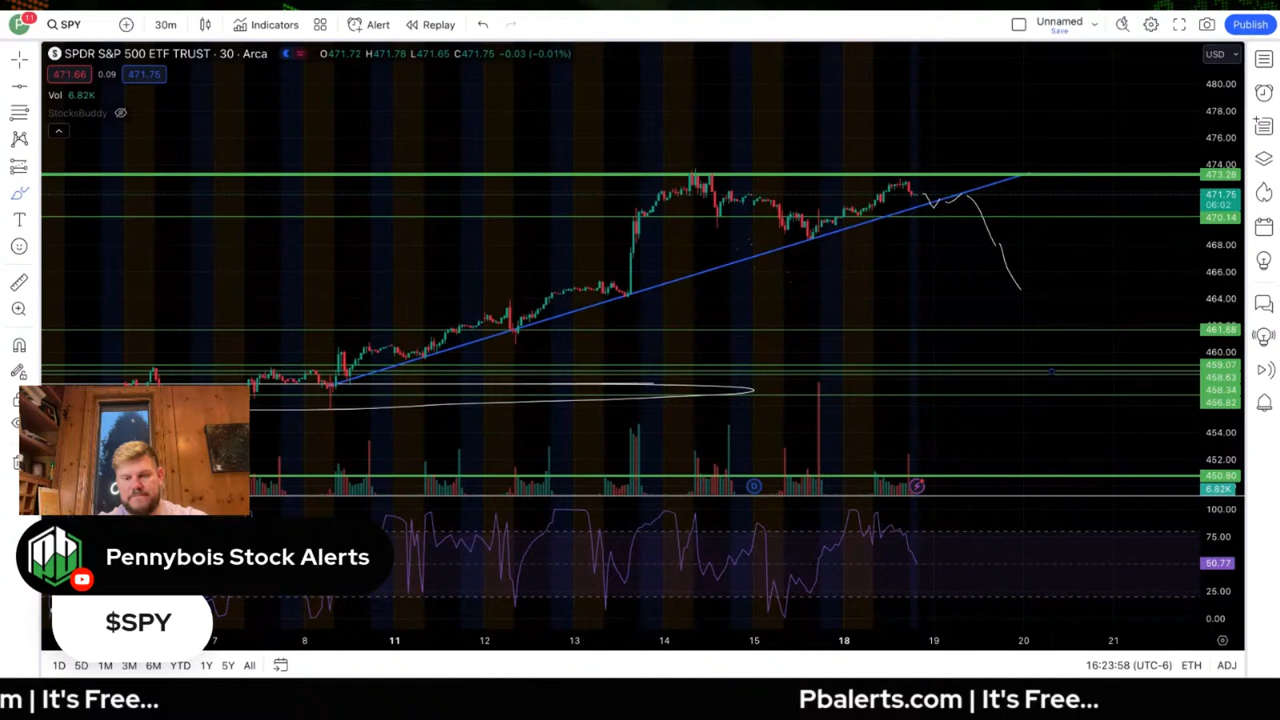 P 11 SPY 30m Indicators Alert Replay Unnamed Save Publish
SPDR S&P 500 ETF TRUST · 30 · Arca O471.72 H471.78 L471.65 C471.75 −0.03 (−0.01%) USD
471.66 0.09 471.75
Vol 6.82K
StocksBuddy
480.00
478.00
476.00
474.00
473.28
471.75
06:02
470.14
468.00
466.00
464.00
461.68
460.00
459.07
458.63
458.34
456.82
454.00
452.00
450.80
6.82K
D
100.00
75.00
50.77
25.00
0.00
Pennybois Stock Alerts
$SPY
7 8 11 12 13 14 15 18 19 20 21
1D 5D 1M 3M 6M YTD 1Y 5Y All 16:23:58 (UTC-6) ETH ADJ
m | It's Free... Pbalerts.com | It's Free...